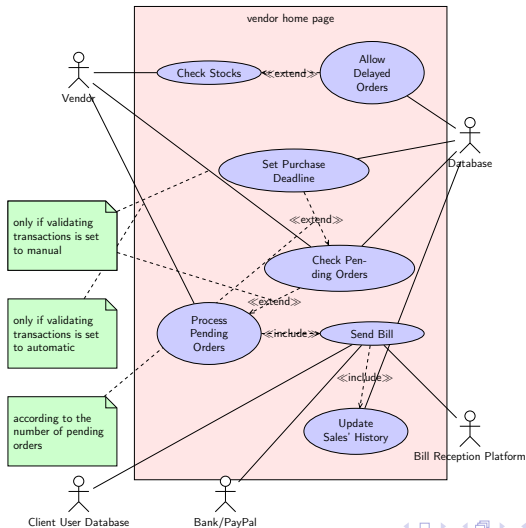 vendor home page
Check Stocks
≪extend≫
Allow
Delayed
Orders
Vendor
Database
Set Purchase
Deadline
only if validating
transactions is set
to manual
≪extend≫
Check Pen-
ding Orders
only if validating
transactions is set
to automatic
≪extend≫
Process
Pending
Orders
≪include≫
Send Bill
≪include≫
according to the
number of pending
orders
Update
Sales' History
Bill Reception Platform
Client User Database
Bank/PayPal